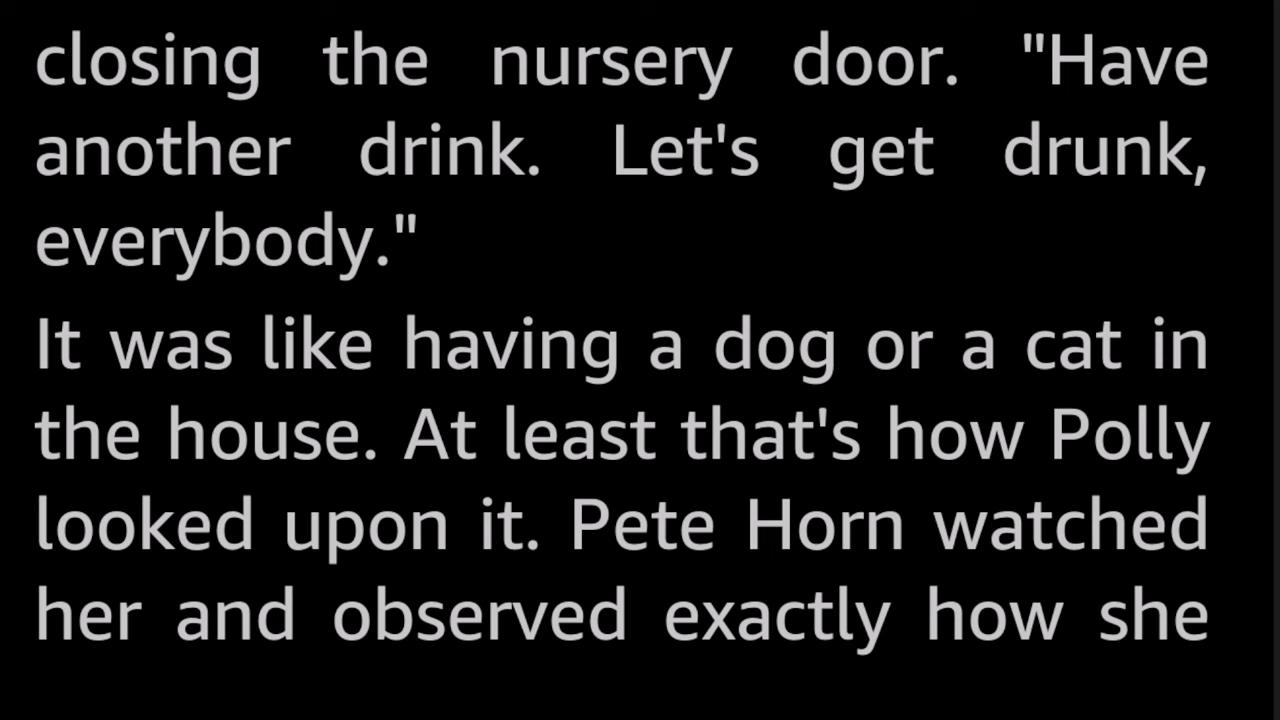 closing the nursery door. "Have
another drink. Let's get drunk,
everybody."
It was like having a dog or a cat in
the house. At least that's how Polly
looked upon it. Pete Horn watched
her and observed exactly how she